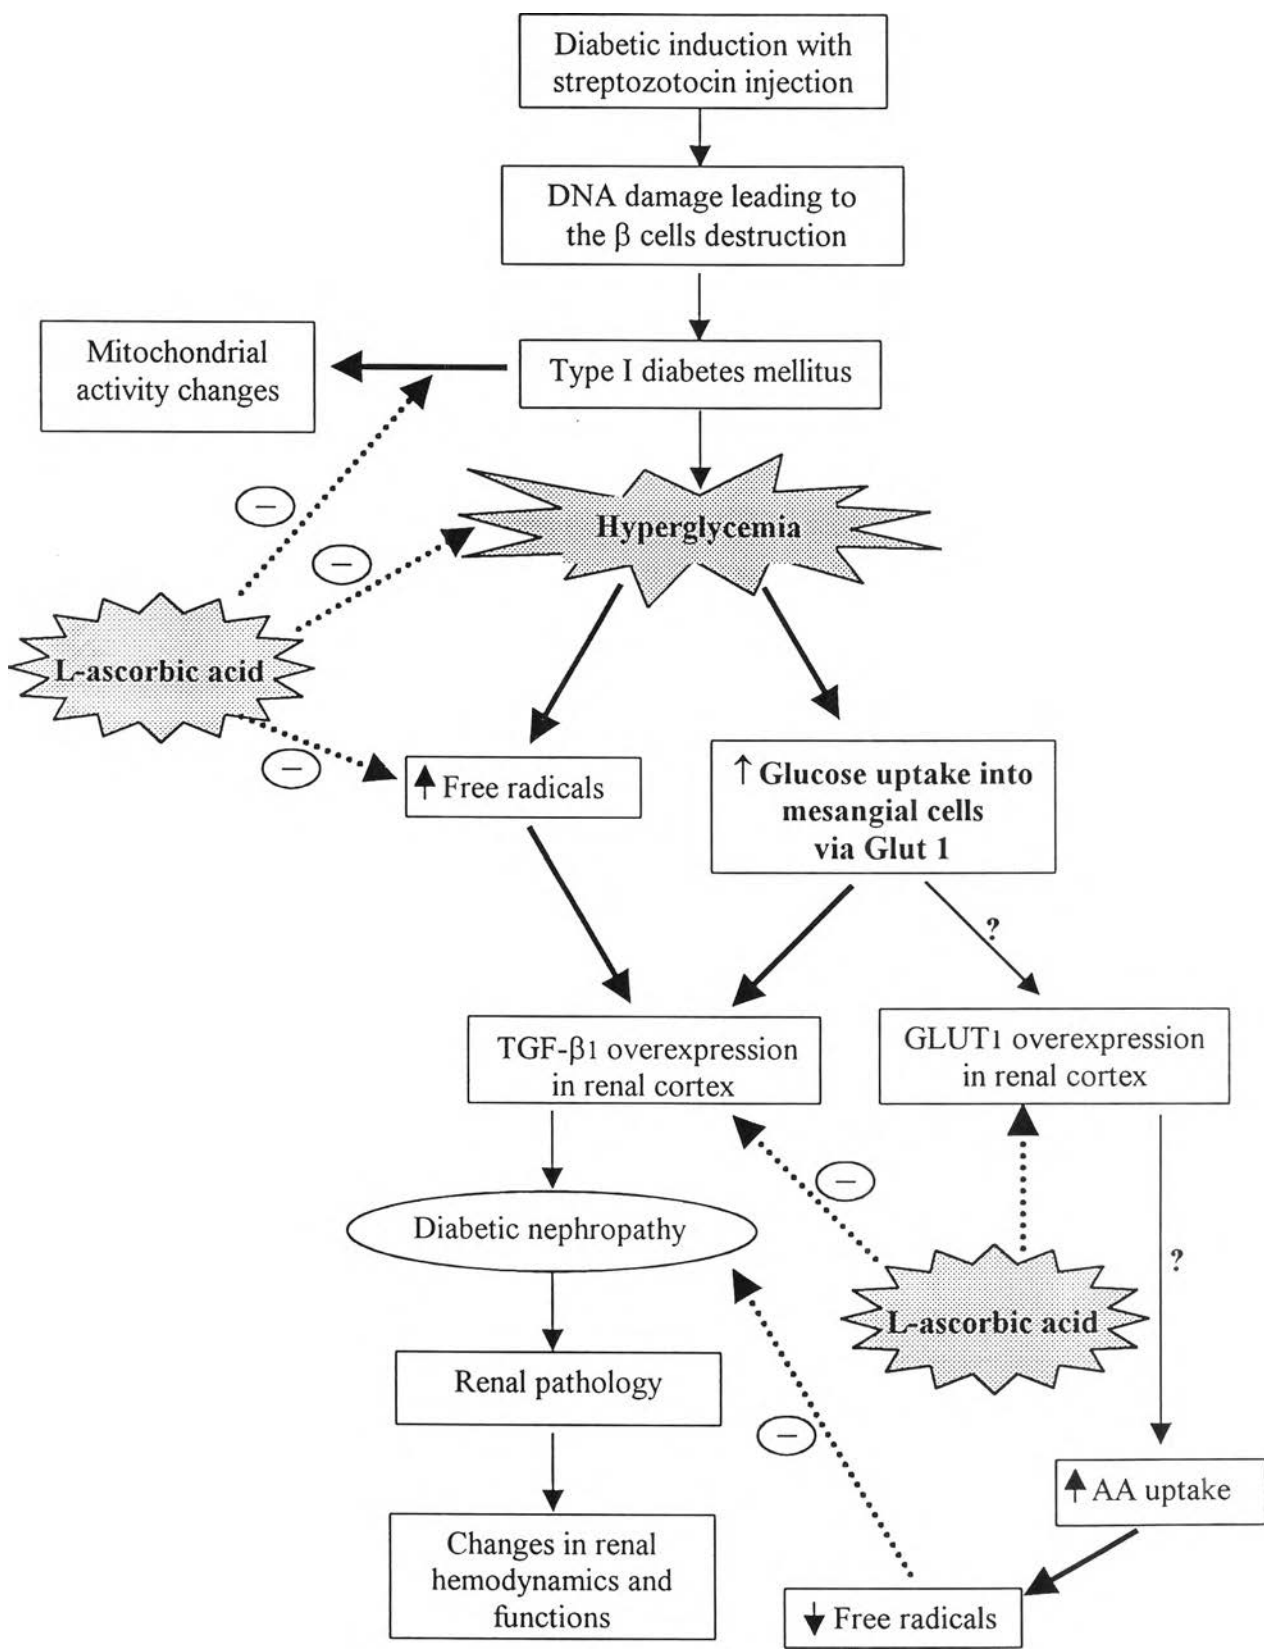 Diabetic induction with
streptozotocin injection
DNA damage leading to
the β cells destruction
Mitochondrial
activity changes
Type I diabetes mellitus
−
Hyperglycemia
−
L-ascorbic acid
−
↑ Free radicals
↑ Glucose uptake into
mesangial cells
via Glut 1
?
TGF-β1 overexpression
in renal cortex
GLUT1 overexpression
in renal cortex
−
Diabetic nephropathy
?
L-ascorbic acid
Renal pathology
−
↑ AA uptake
Changes in renal
hemodynamics and
functions
↓ Free radicals